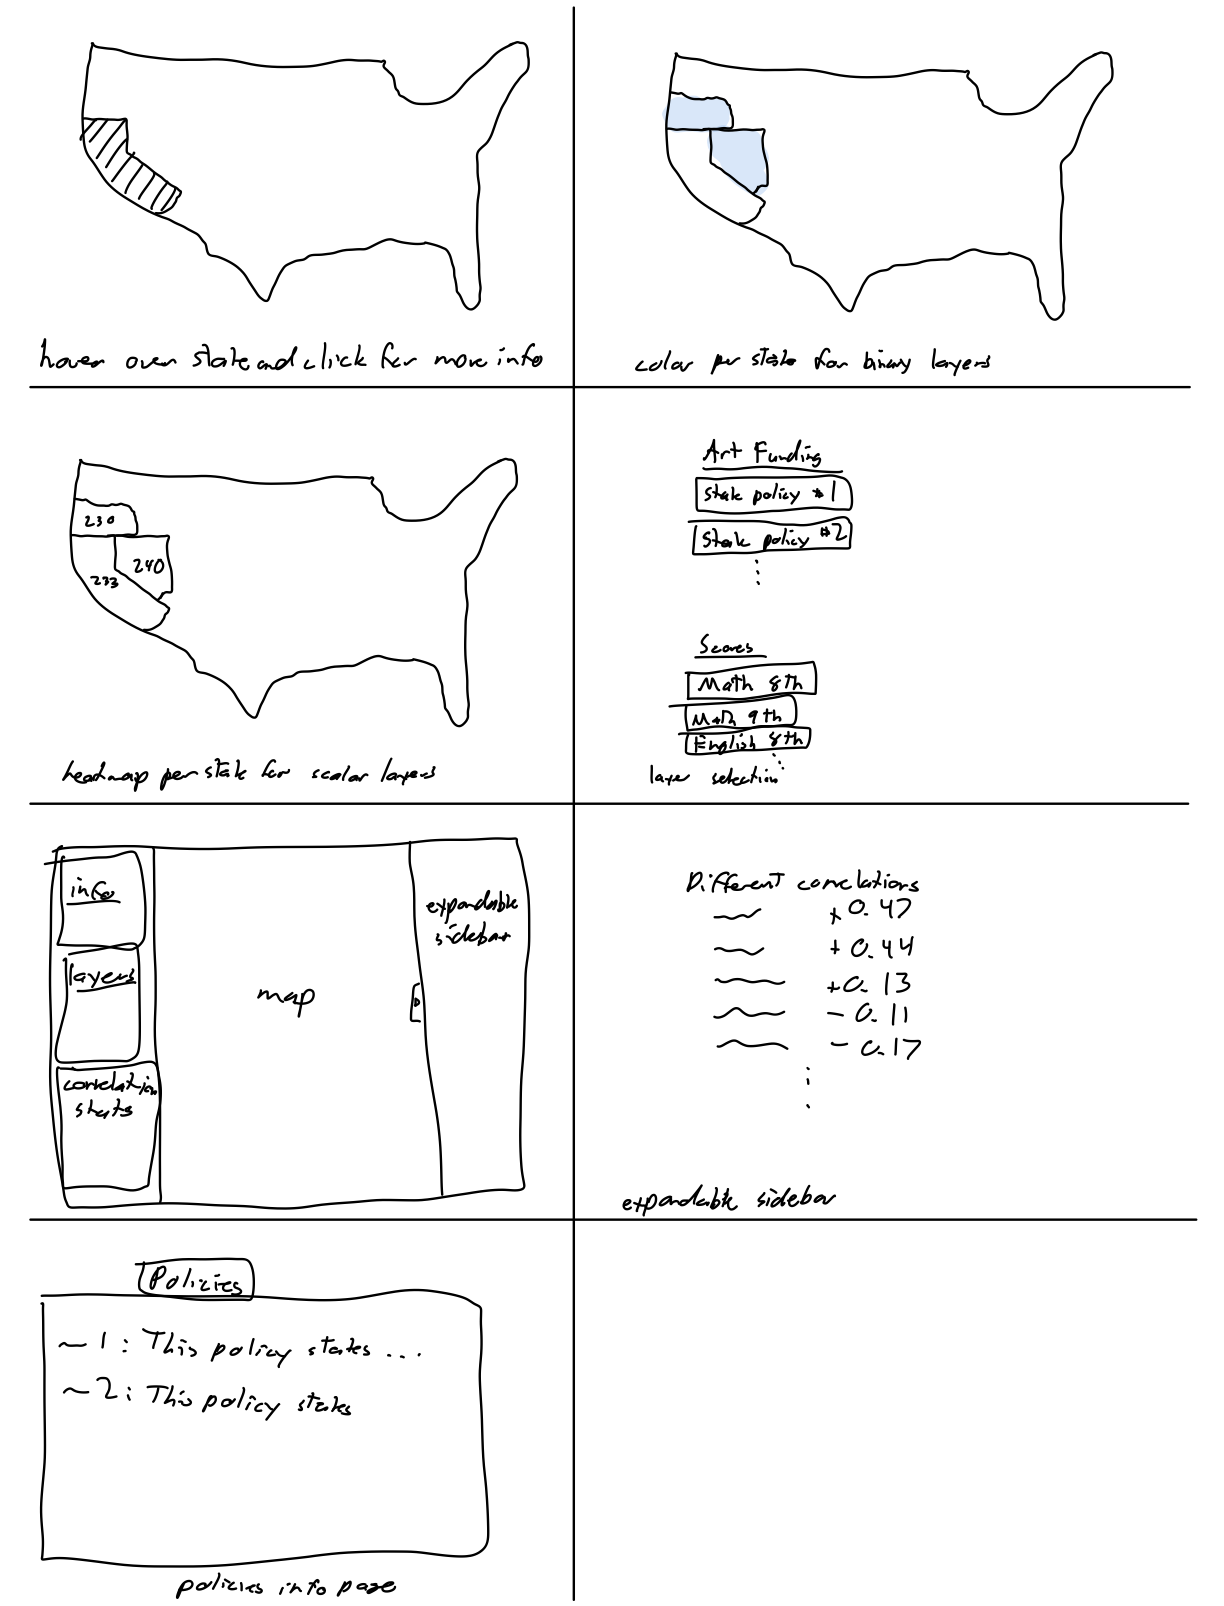 hover over state and click for more info
color per state for binary layers
230
240
233
heatmap per state for scalar layers
Art Funding
State policy #1
State policy #2
Scores
Math 8th
Math 9th
English 8th
layer selection
info
layers
correlation
stats
map
expandable
sidebar
Different correlations
+0.47
+0.44
+0.13
-0.11
-0.17
expandable sidebar
Policies
~1: This policy states ...
~2: This policy states
policies info page